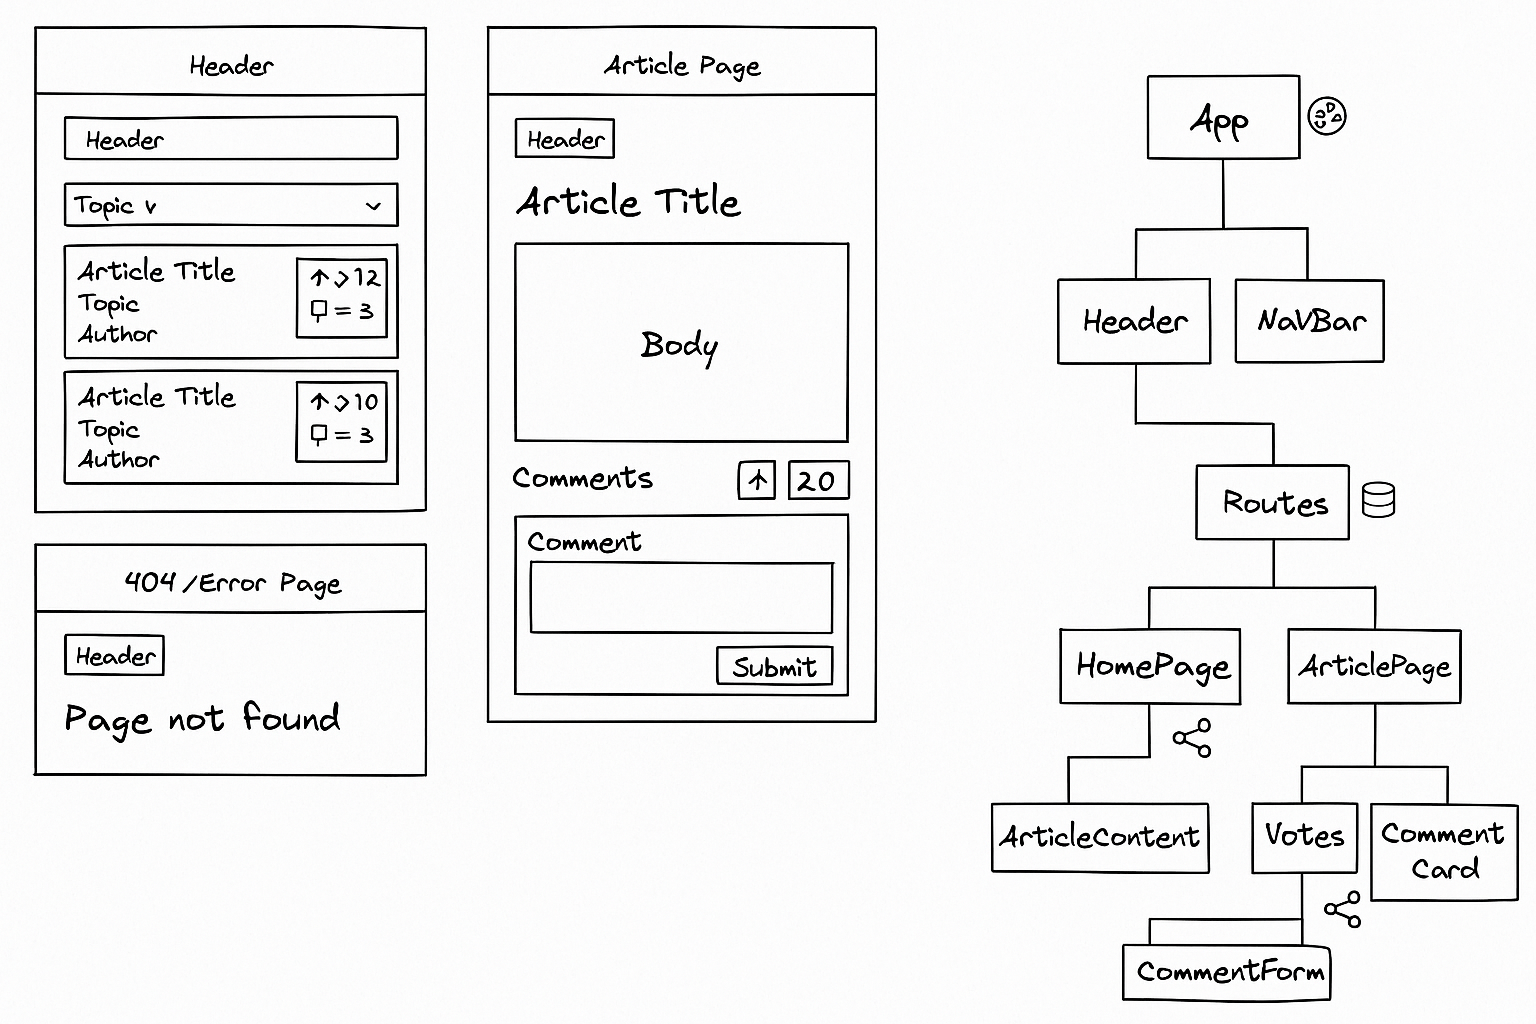 Header
Header
Topic v
Article Title
Topic
Author
↑ > 12
= 3
Article Title
Topic
Author
↑ > 10
= 3
404/Error Page
Header
Page not found
Article Page
Header
Article Title
Body
Comments
↑
20
Comment
Submit
App
Header
NaVBar
Routes
HomePage
ArticlePage
ArticleContent
Votes
Comment
Card
CommentForm